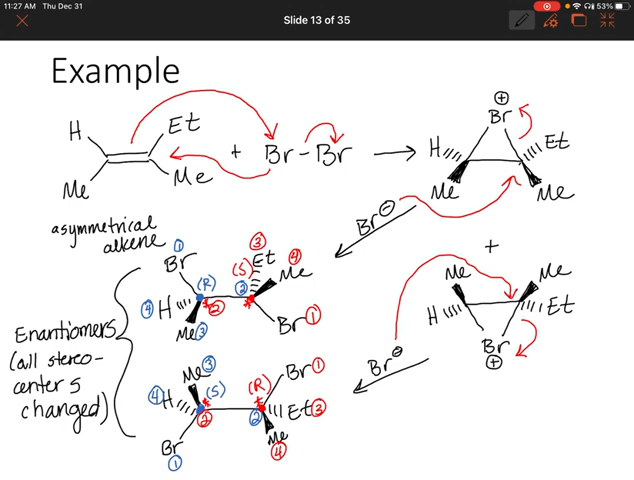 11:27 AM Thu Dec 31
53%
Slide 13 of 35
Example
H
Et
Me
Me
+
Br-Br
⊕
Br
H
Et
Me
Me
Br⊖
asymmetrical
alkene
+
① Br
(R)
④ H
Me ③
②
(S)
③
Et
④
Me
②
Br ①
Enantiomers
(all stereo-
centers
changed)
Me ③
④ H
(S)
②
Br
①
(R)
Br ①
②
Et ③
Me
④
Me
Me
H
Et
Br
⊕
Br⊖